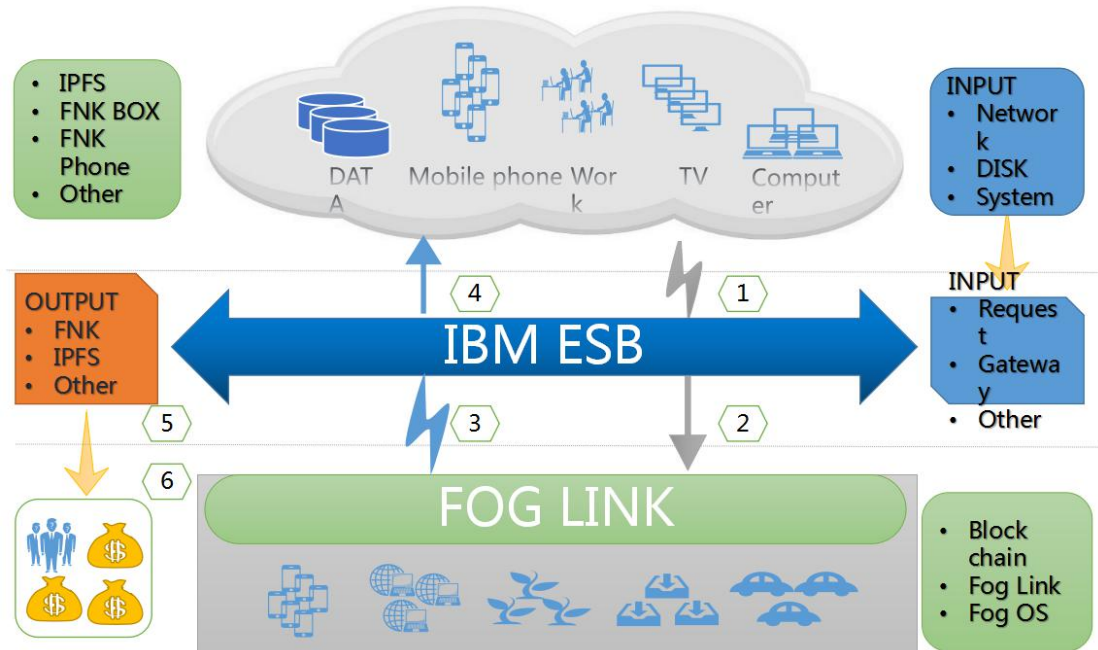 • IPFS
• FNK BOX
• FNK
Phone
• Other
DAT
A
Mobile phone
Wor
k
TV
Comput
er
INPUT
• Networ
k
• DISK
• System
OUTPUT
• FNK
• IPFS
• Other
4
1
IBM ESB
INPUT
• Reques
t
• Gatewa
y
• Other
5
3
2
6
FOG LINK
$
$
$
• Block
chain
• Fog Link
• Fog OS